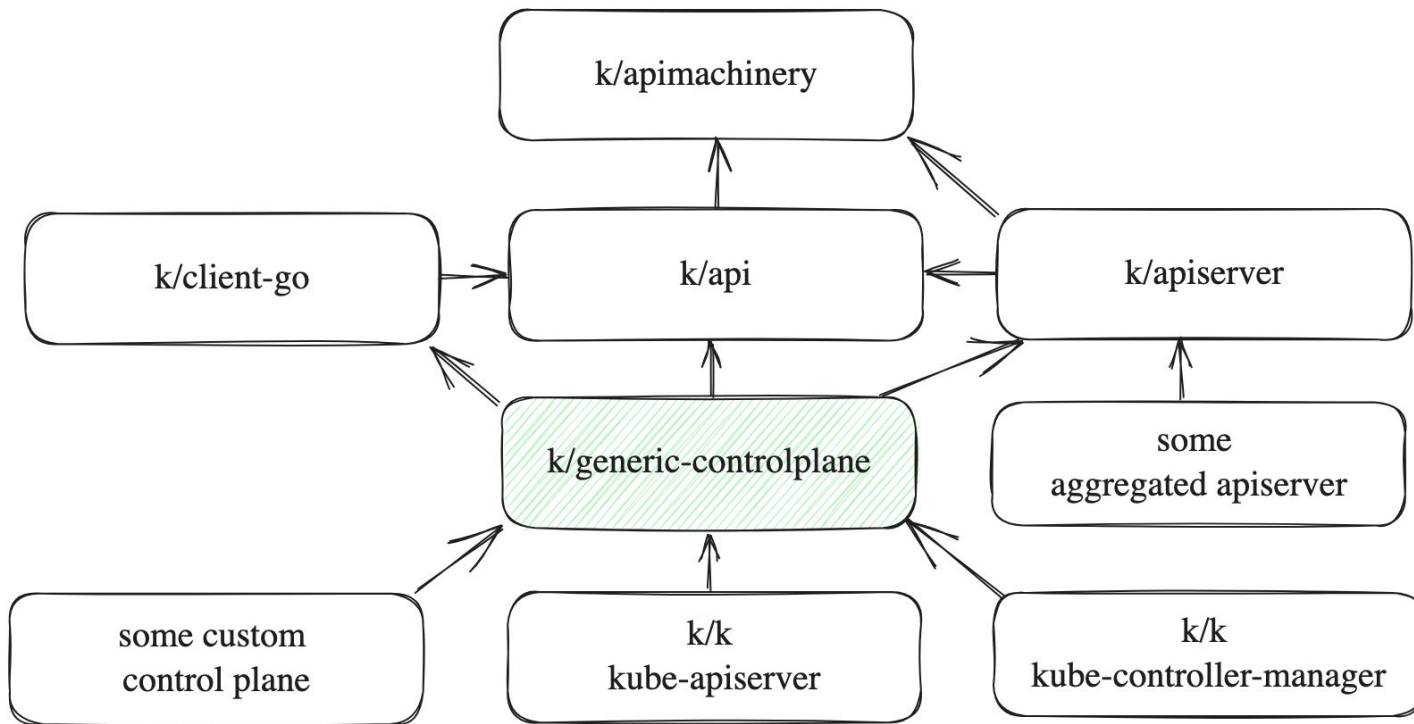 k/apimachinery
k/client-go
k/api
k/apiserver
k/generic-controlplane
some
aggregated apiserver
some custom
control plane
k/k
kube-apiserver
k/k
kube-controller-manager